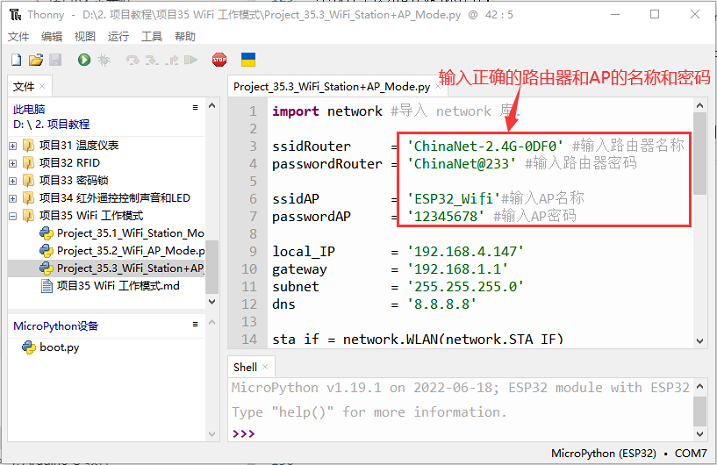 Thonny - D:\2. 项目教程\项目35 WiFi 工作模式\Project_35.3_WiFi_Station+AP_Mode.py @ 42 : 5
文件 编辑 视图 运行 工具 帮助
文件
此电脑
D: \ 2. 项目教程
项目31 温度仪表
项目32 RFID
项目33 密码锁
项目34 红外遥控控制声音和LED
项目35 WiFi 工作模式
Project_35.1_WiFi_Station_Mo
Project_35.2_WiFi_AP_Mode.p
Project_35.3_WiFi_Station+AP_
项目35 WiFi 工作模式.md
MicroPython设备
boot.py
输入正确的路由器和AP的名称和密码
Project_35.3_WiFi_Station+AP_Mode.py
1 import network #导入 network 库.
2
3 ssidRouter = 'ChinaNet-2.4G-0DF0' #输入路由器名称
4 passwordRouter = 'ChinaNet@233' #输入路由器密码
5
6 ssidAP = 'ESP32_Wifi'#输入AP名称
7 passwordAP = '12345678' #输入AP密码
8
9 local_IP = '192.168.4.147'
10 gateway = '192.168.1.1'
11 subnet = '255.255.255.0'
12 dns = '8.8.8.8'
13
14 sta_if = network.WLAN(network.STA_IF)
Shell
MicroPython v1.19.1 on 2022-06-18; ESP32 module with ESP32
Type "help()" for more information.
>>>
MicroPython (ESP32) • COM7